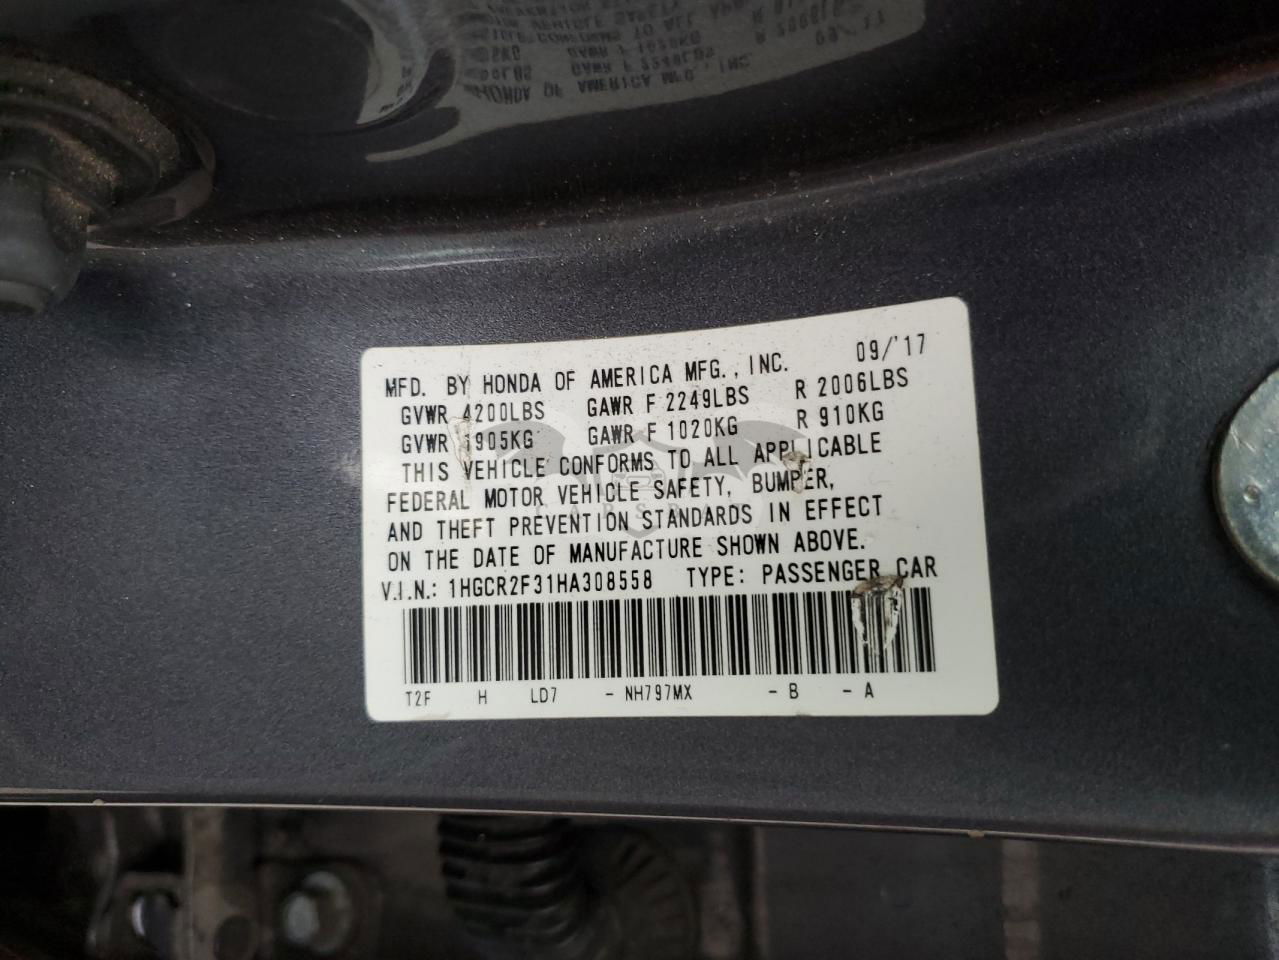 MFD. BY HONDA OF AMERICA MFG., INC. 09/'17
GVWR 4200LBS GAWR F 2249LBS R 2006LBS
GVWR 1905KG GAWR F 1020KG R 910KG
THIS VEHICLE CONFORMS TO ALL APPLICABLE
FEDERAL MOTOR VEHICLE SAFETY, BUMPER,
AND THEFT PREVENTION STANDARDS IN EFFECT
ON THE DATE OF MANUFACTURE SHOWN ABOVE.
V.I.N.: 1HGCR2F31HA308558 TYPE: PASSENGER CAR
T2F H LD7 - NH797MX - B - A